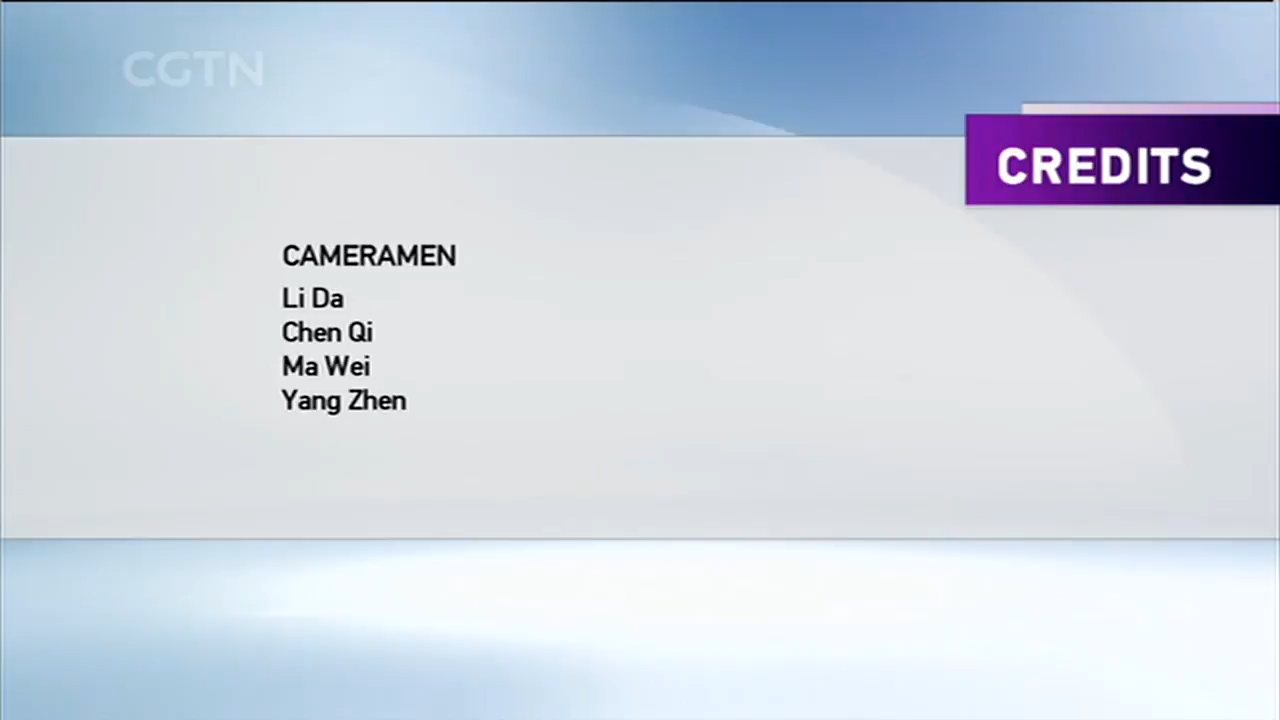 CGTN
CREDITS
CAMERAMEN
Li Da
Chen Qi
Ma Wei
Yang Zhen